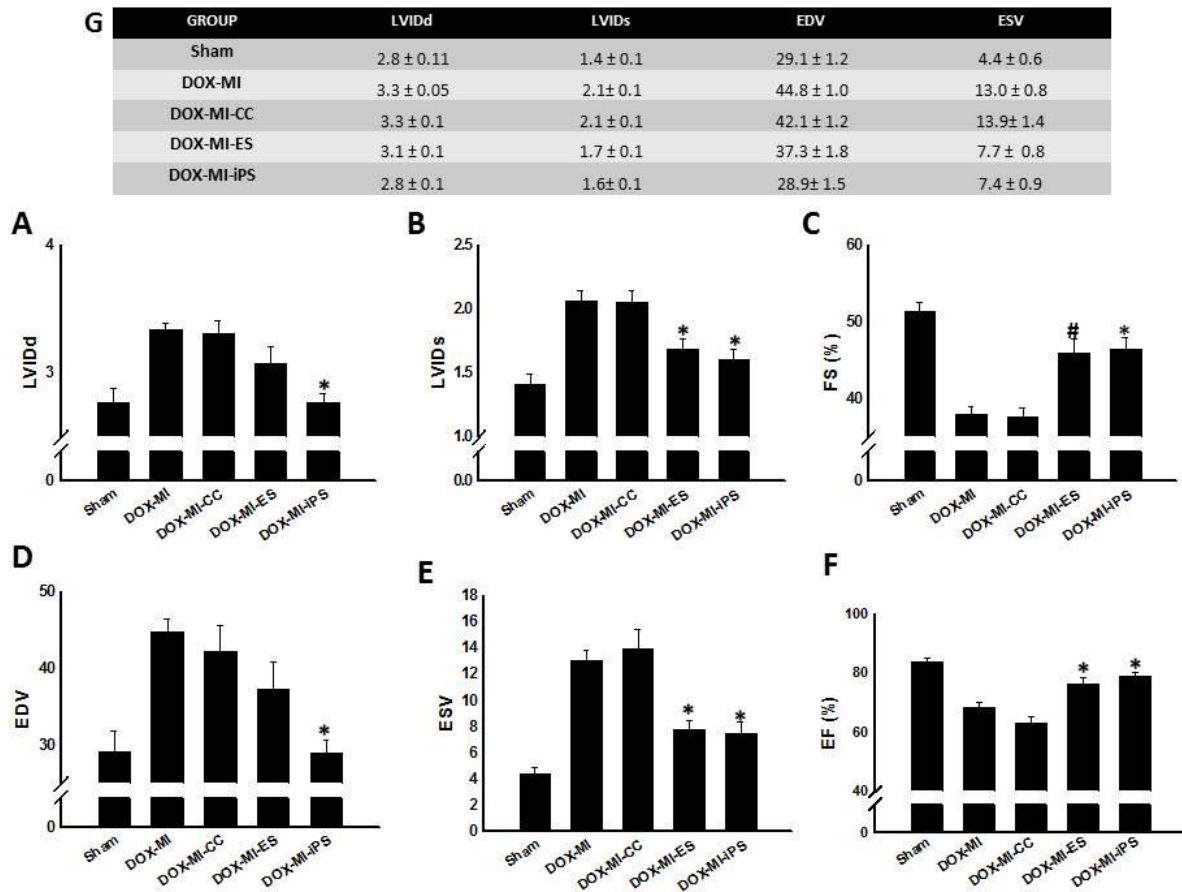 G
GROUP LVIDd LVIDs EDV ESV
Sham 2.8 ± 0.11 1.4 ± 0.1 29.1 ± 1.2 4.4 ± 0.6
DOX-MI 3.3 ± 0.05 2.1± 0.1 44.8 ± 1.0 13.0 ± 0.8
DOX-MI-CC 3.3 ± 0.1 2.1 ± 0.1 42.1 ± 1.2 13.9± 1.4
DOX-MI-ES 3.1 ± 0.1 1.7 ± 0.1 37.3 ± 1.8 7.7 ± 0.8
DOX-MI-iPS 2.8 ± 0.1 1.6± 0.1 28.9± 1.5 7.4 ± 0.9
A
4
3
0
LVIDd
*
Sham DOX-MI DOX-MI-CC DOX-MI-ES DOX-MI-iPS
B
2.5
2.0
1.5
1.0
0.0
LVIDs
* *
Sham DOX-MI DOX-MI-CC DOX-MI-ES DOX-MI-iPS
C
60
50
40
0
FS (%)
# *
Sham DOX-MI DOX-MI-CC DOX-MI-ES DOX-MI-iPS
D
50
40
30
0
EDV
*
Sham DOX-MI DOX-MI-CC DOX-MI-ES DOX-MI-iPS
E
18
16
14
12
10
8
6
4
2
0
ESV
* *
Sham DOX-MI DOX-MI-CC DOX-MI-ES DOX-MI-iPS
F
100
80
60
40
0
EF (%)
* *
Sham DOX-MI DOX-MI-CC DOX-MI-ES DOX-MI-iPS